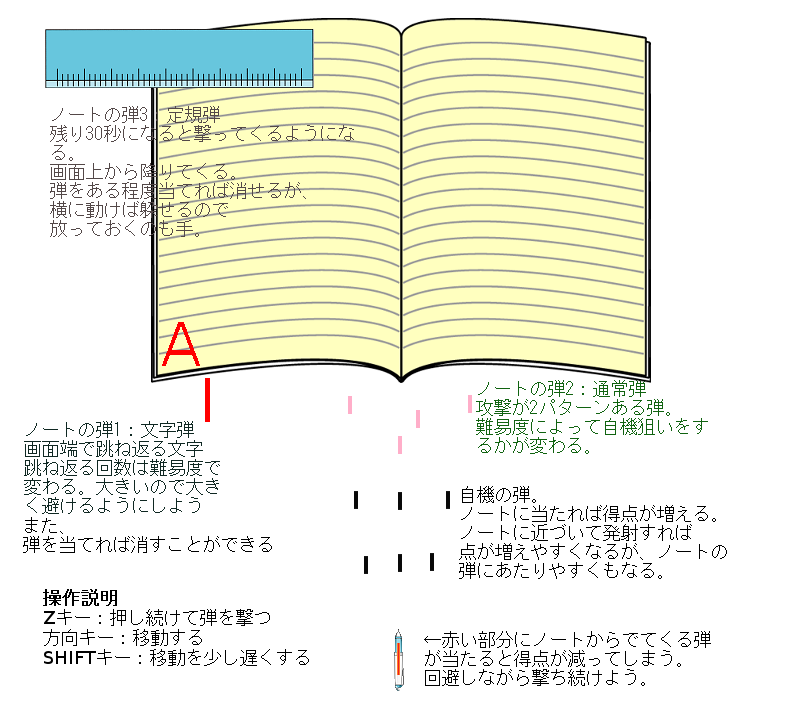 ノートの弾3：定規弾
残り30秒になると撃ってくるようにな
る。
画面上から降りてくる。
弾をある程度当てれば消せるが、
横に動けば躱せるので
放っておくのも手。
A
ノートの弾2：通常弾
攻撃が2パターンある弾。
難易度によって自機狙いをす
るかが変わる。
ノートの弾1：文字弾
画面端で跳ね返る文字
跳ね返る回数は難易度で
変わる。大きいので大き
く避けるようにしよう
また、
弾を当てれば消すことができる
自機の弾。
ノートに当たれば得点が増える。
ノートに近づいて発射すれば
点が増えやすくなるが、ノートの
弾にあたりやすくもなる。
操作説明
Zキー：押し続けて弾を撃つ
方向キー：移動する
SHIFTキー：移動を少し遅くする
←赤い部分にノートからでてくる弾
が当たると得点が減ってしまう。
回避しながら撃ち続けよう。